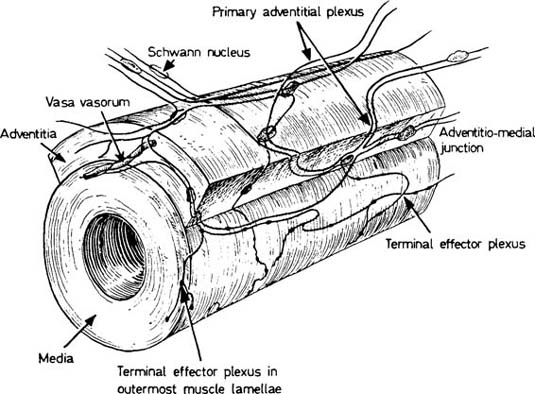 Primary adventitial plexus
Schwann nucleus
Vasa vasorum
Adventitia
Adventitio-medial
junction
Terminal effector plexus
Media
Terminal effector plexus in
outermost muscle lamellae